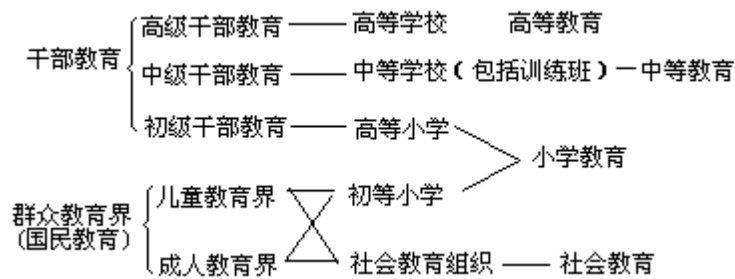 高级干部教育 高等学校 高等教育
干部教育
中级干部教育 中等学校（包括训练班）—中等教育
初级干部教育 高等小学
小学教育
儿童教育界 初等小学
群众教育界
(国民教育)
成人教育界 社会教育组织 社会教育